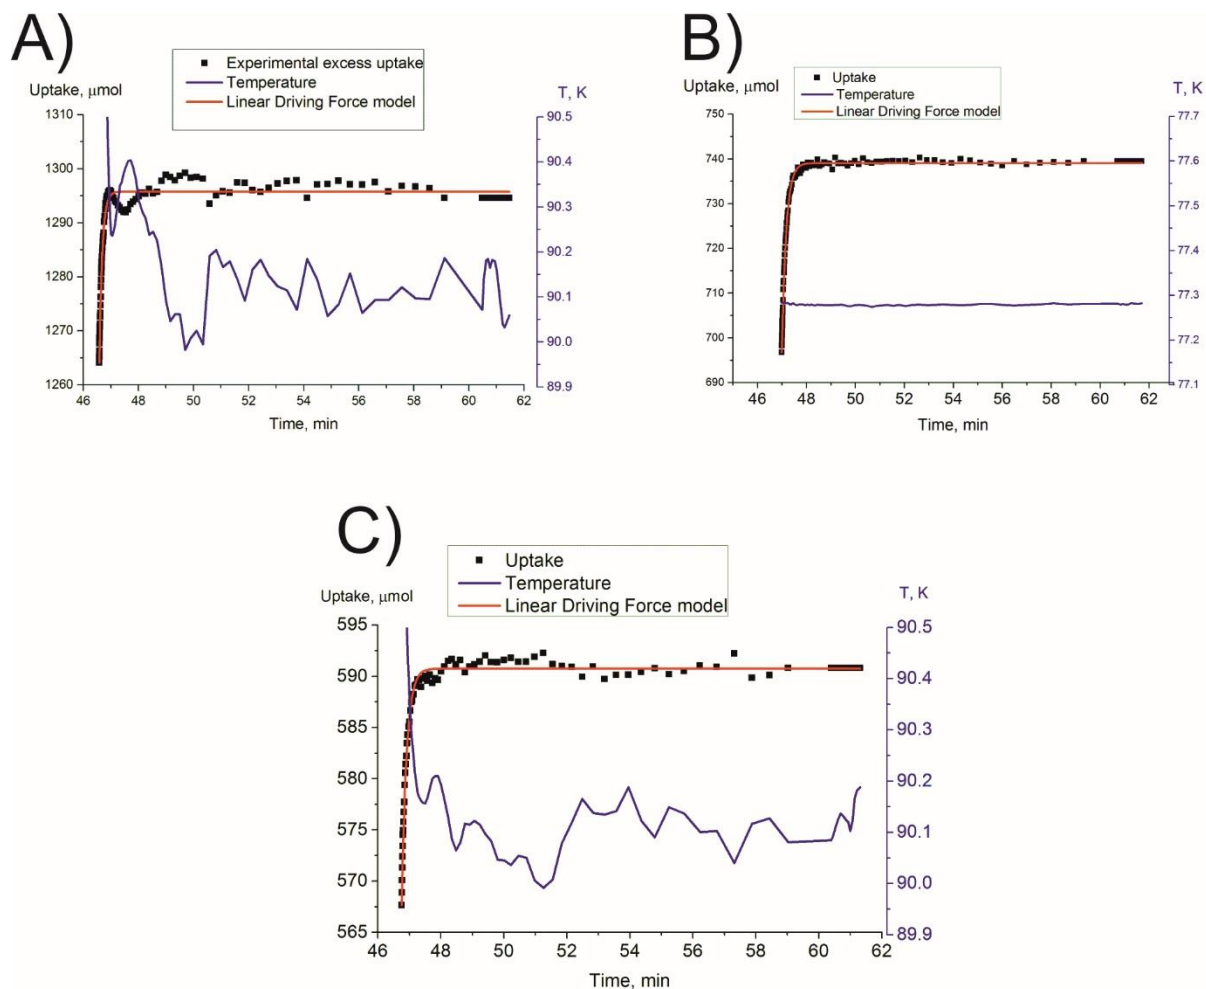 A)
Experimental excess uptake
Temperature
Linear Driving Force model
Uptake, μmol
T, K
1310
1300
1290
1280
1270
1260
90.5
90.4
90.3
90.2
90.1
90.0
89.9
46 48 50 52 54 56 58 60 62
Time, min
B)
Uptake
Temperature
Linear Driving Force model
Uptake, μmol
T, K
750
740
730
720
710
700
690
77.7
77.6
77.5
77.4
77.3
77.2
77.1
46 48 50 52 54 56 58 60 62
Time, min
C)
Uptake
Temperature
Linear Driving Force model
Uptake, μmol
T, K
595
590
585
580
575
570
565
90.5
90.4
90.3
90.2
90.1
90.0
89.9
46 48 50 52 54 56 58 60 62
Time, min